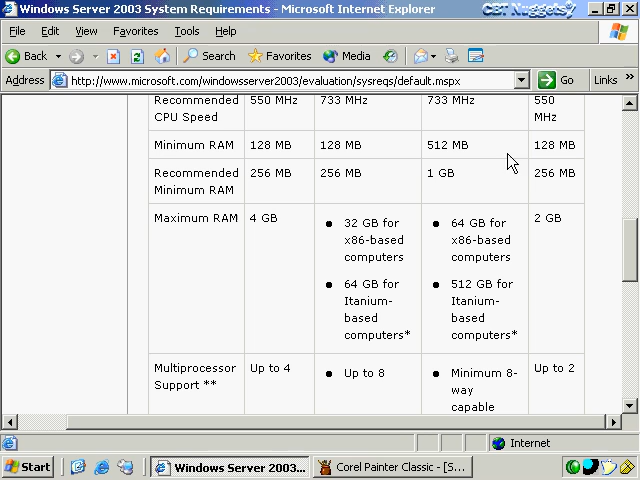 Windows Server 2003 System Requirements - Microsoft Internet Explorer
CBT Nuggets
File Edit View Favorites Tools Help
Back Search Favorites Media
Address http://www.microsoft.com/windowsserver2003/evaluation/sysreqs/default.mspx Go Links »
Recommended CPU Speed 550 MHz 733 MHz 733 MHz 550 MHz
Minimum RAM 128 MB 128 MB 512 MB 128 MB
Recommended Minimum RAM 256 MB 256 MB 1 GB 256 MB
Maximum RAM 4 GB
32 GB for
x86-based
computers
64 GB for
Itanium-
based
computers*
64 GB for
x86-based
computers
512 GB for
Itanium-
based
computers*
2 GB
Multiprocessor
Support **
Up to 4
Up to 8
Minimum 8-
way
capable
Up to 2
Internet
Start Windows Server 2003... Corel Painter Classic - [S...